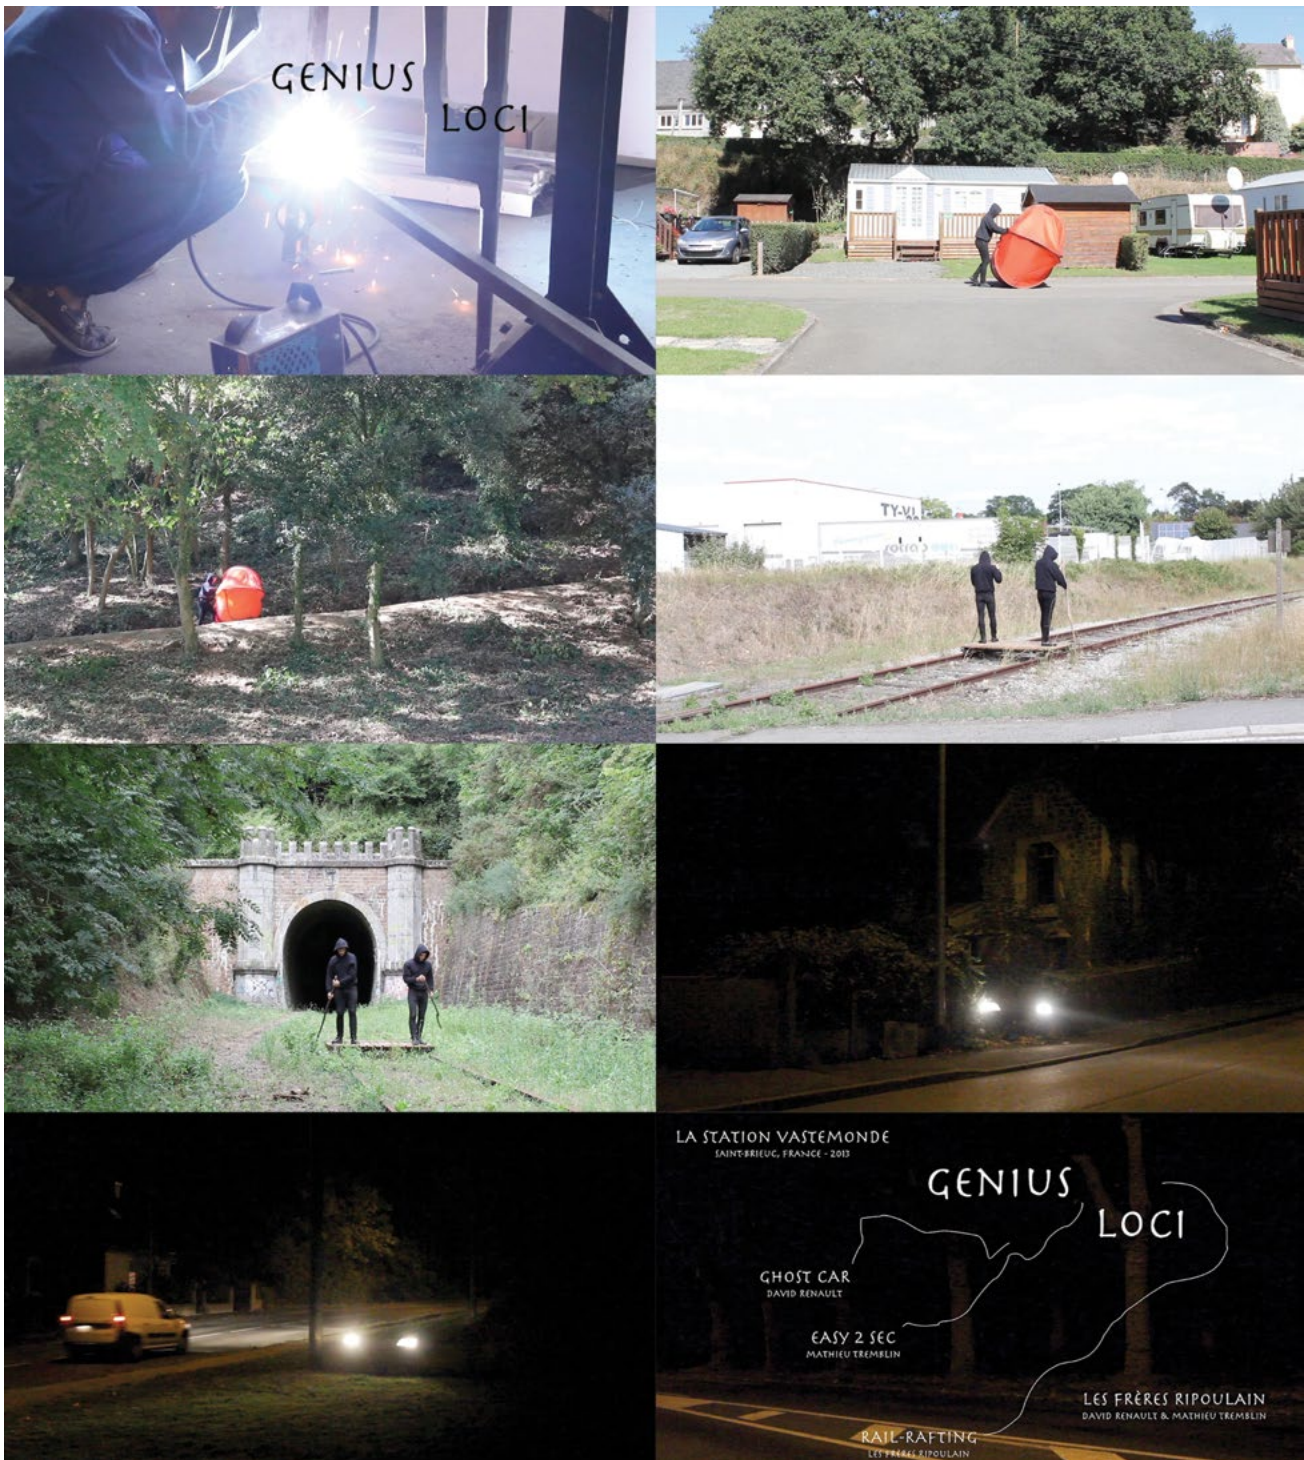 GENIUS
LOCI
TY-VI
LA STATION VASTEMONDE
SAINT-BRIEUC, FRANCE - 2013
GENIUS
LOCI
GHOST CAR
DAVID RENAULT
EASY 2 SEC
MATHIEU TREMBLIN
LES FRÈRES RIPOULAIN
DAVID RENAULT & MATHIEU TREMBLIN
RAIL-RAFTING
LES FRÈRES RIPOULAIN